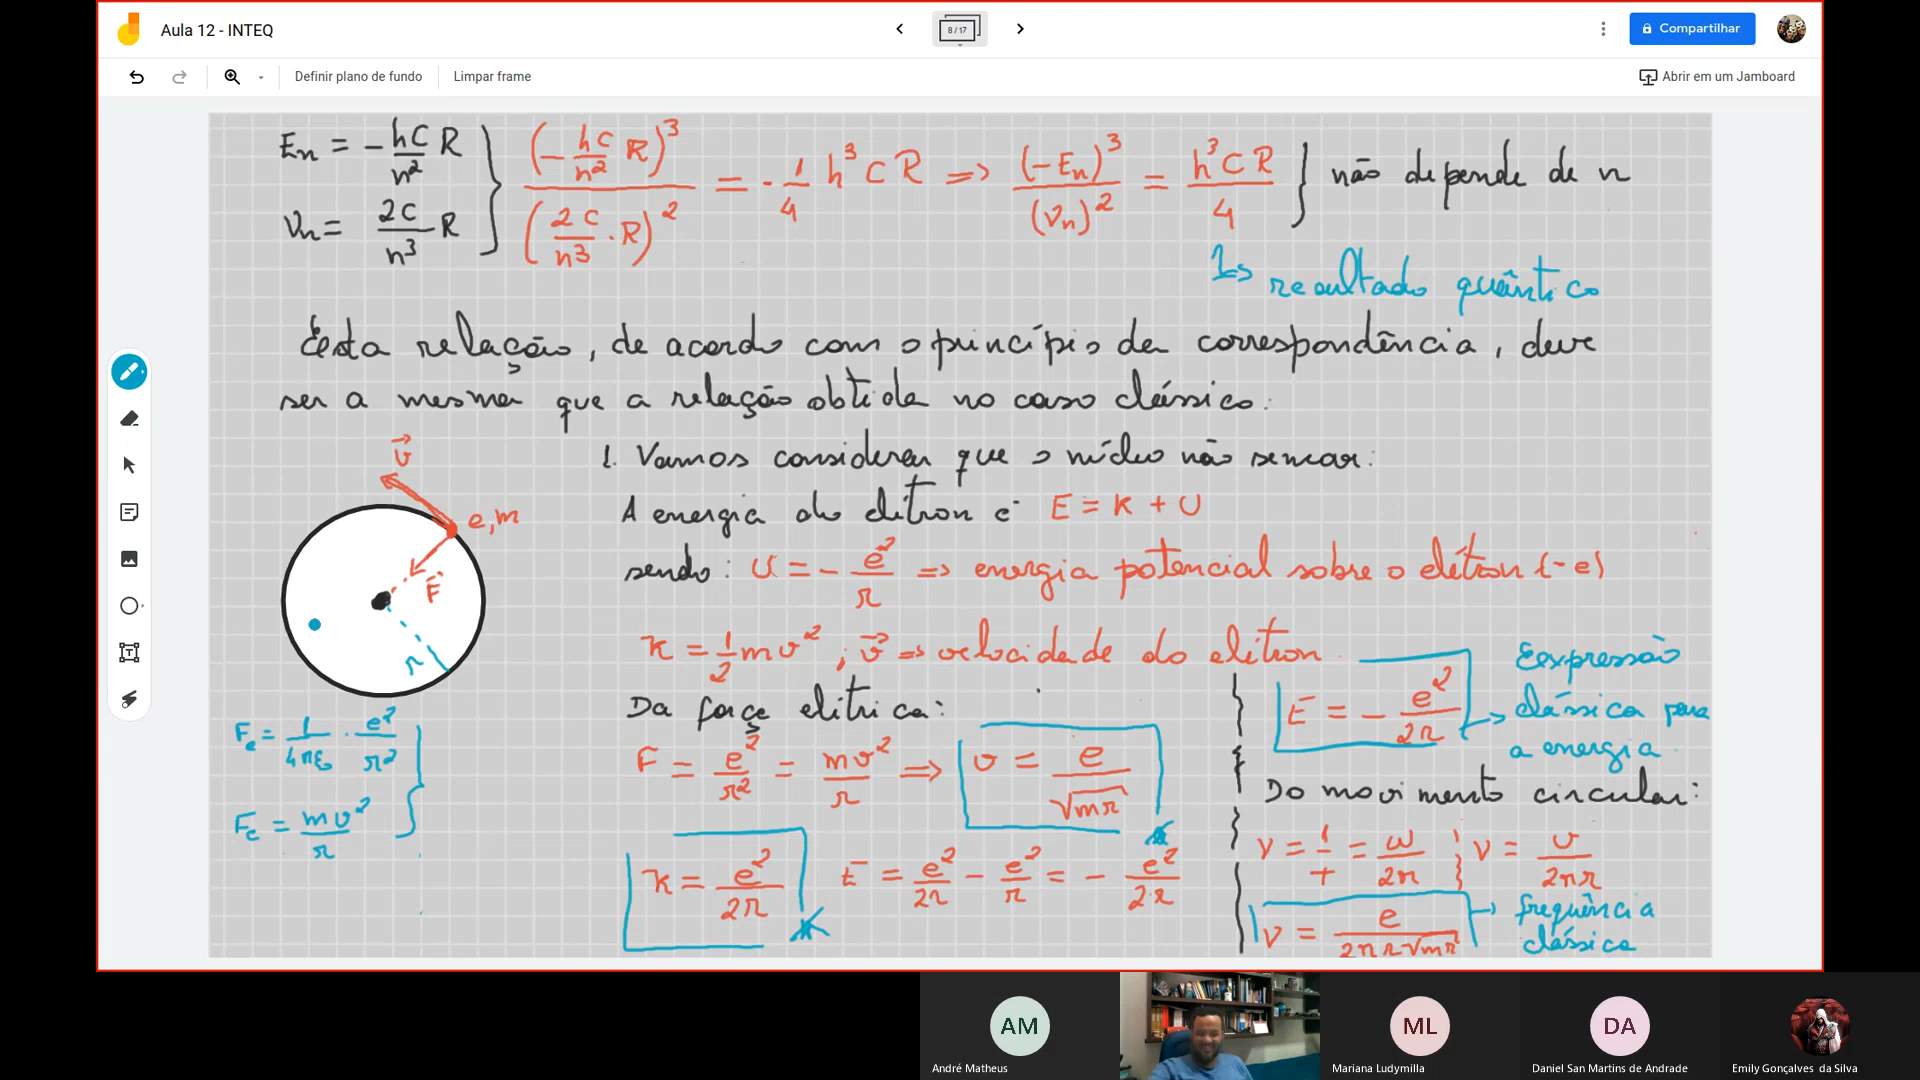 Aula 12 - INTEQ
8 / 17
Compartilhar
Definir plano de fundo
Limpar frame
Abrir em um Jamboard
En = - hC/n² R
νn = 2C/n³ R
(- hC/n² R)³ / (2C/n³ · R)² = - 1/4 h³ C R => (-En)³/(νn)² = h³CR/4 } não depende de n
↳ resultado quântico
Esta relação, de acordo com o princípio da correspondência, deve
ser a mesma que a relação obtida no caso clássico:
1. Vamos considerar que o núcleo não se mova:
A energia do elétron é: E = K + U
sendo: U = - e²/r => energia potencial sobre o elétron (-e)
K = 1/2 mv² ; v => velocidade do elétron
Da força elétrica:
F = e²/r² = mv²/r => v = e/√mr
K = e²/2r
E = e²/2r - e²/r = - e²/2r
E = - e²/2r → Expressão
clássica para
a energia
Do movimento circular:
ν = 1/T = ω/2π
ν = v/2πr
ν = e/2πr√mr → frequência
clássica
v
e, m
F
r
Fe = 1/4πε₀ · e²/r²
Fc = mv²/r
AM
André Matheus
ML
Mariana Ludymilla
DA
Daniel San Martins de Andrade
Emily Gonçalves da Silva